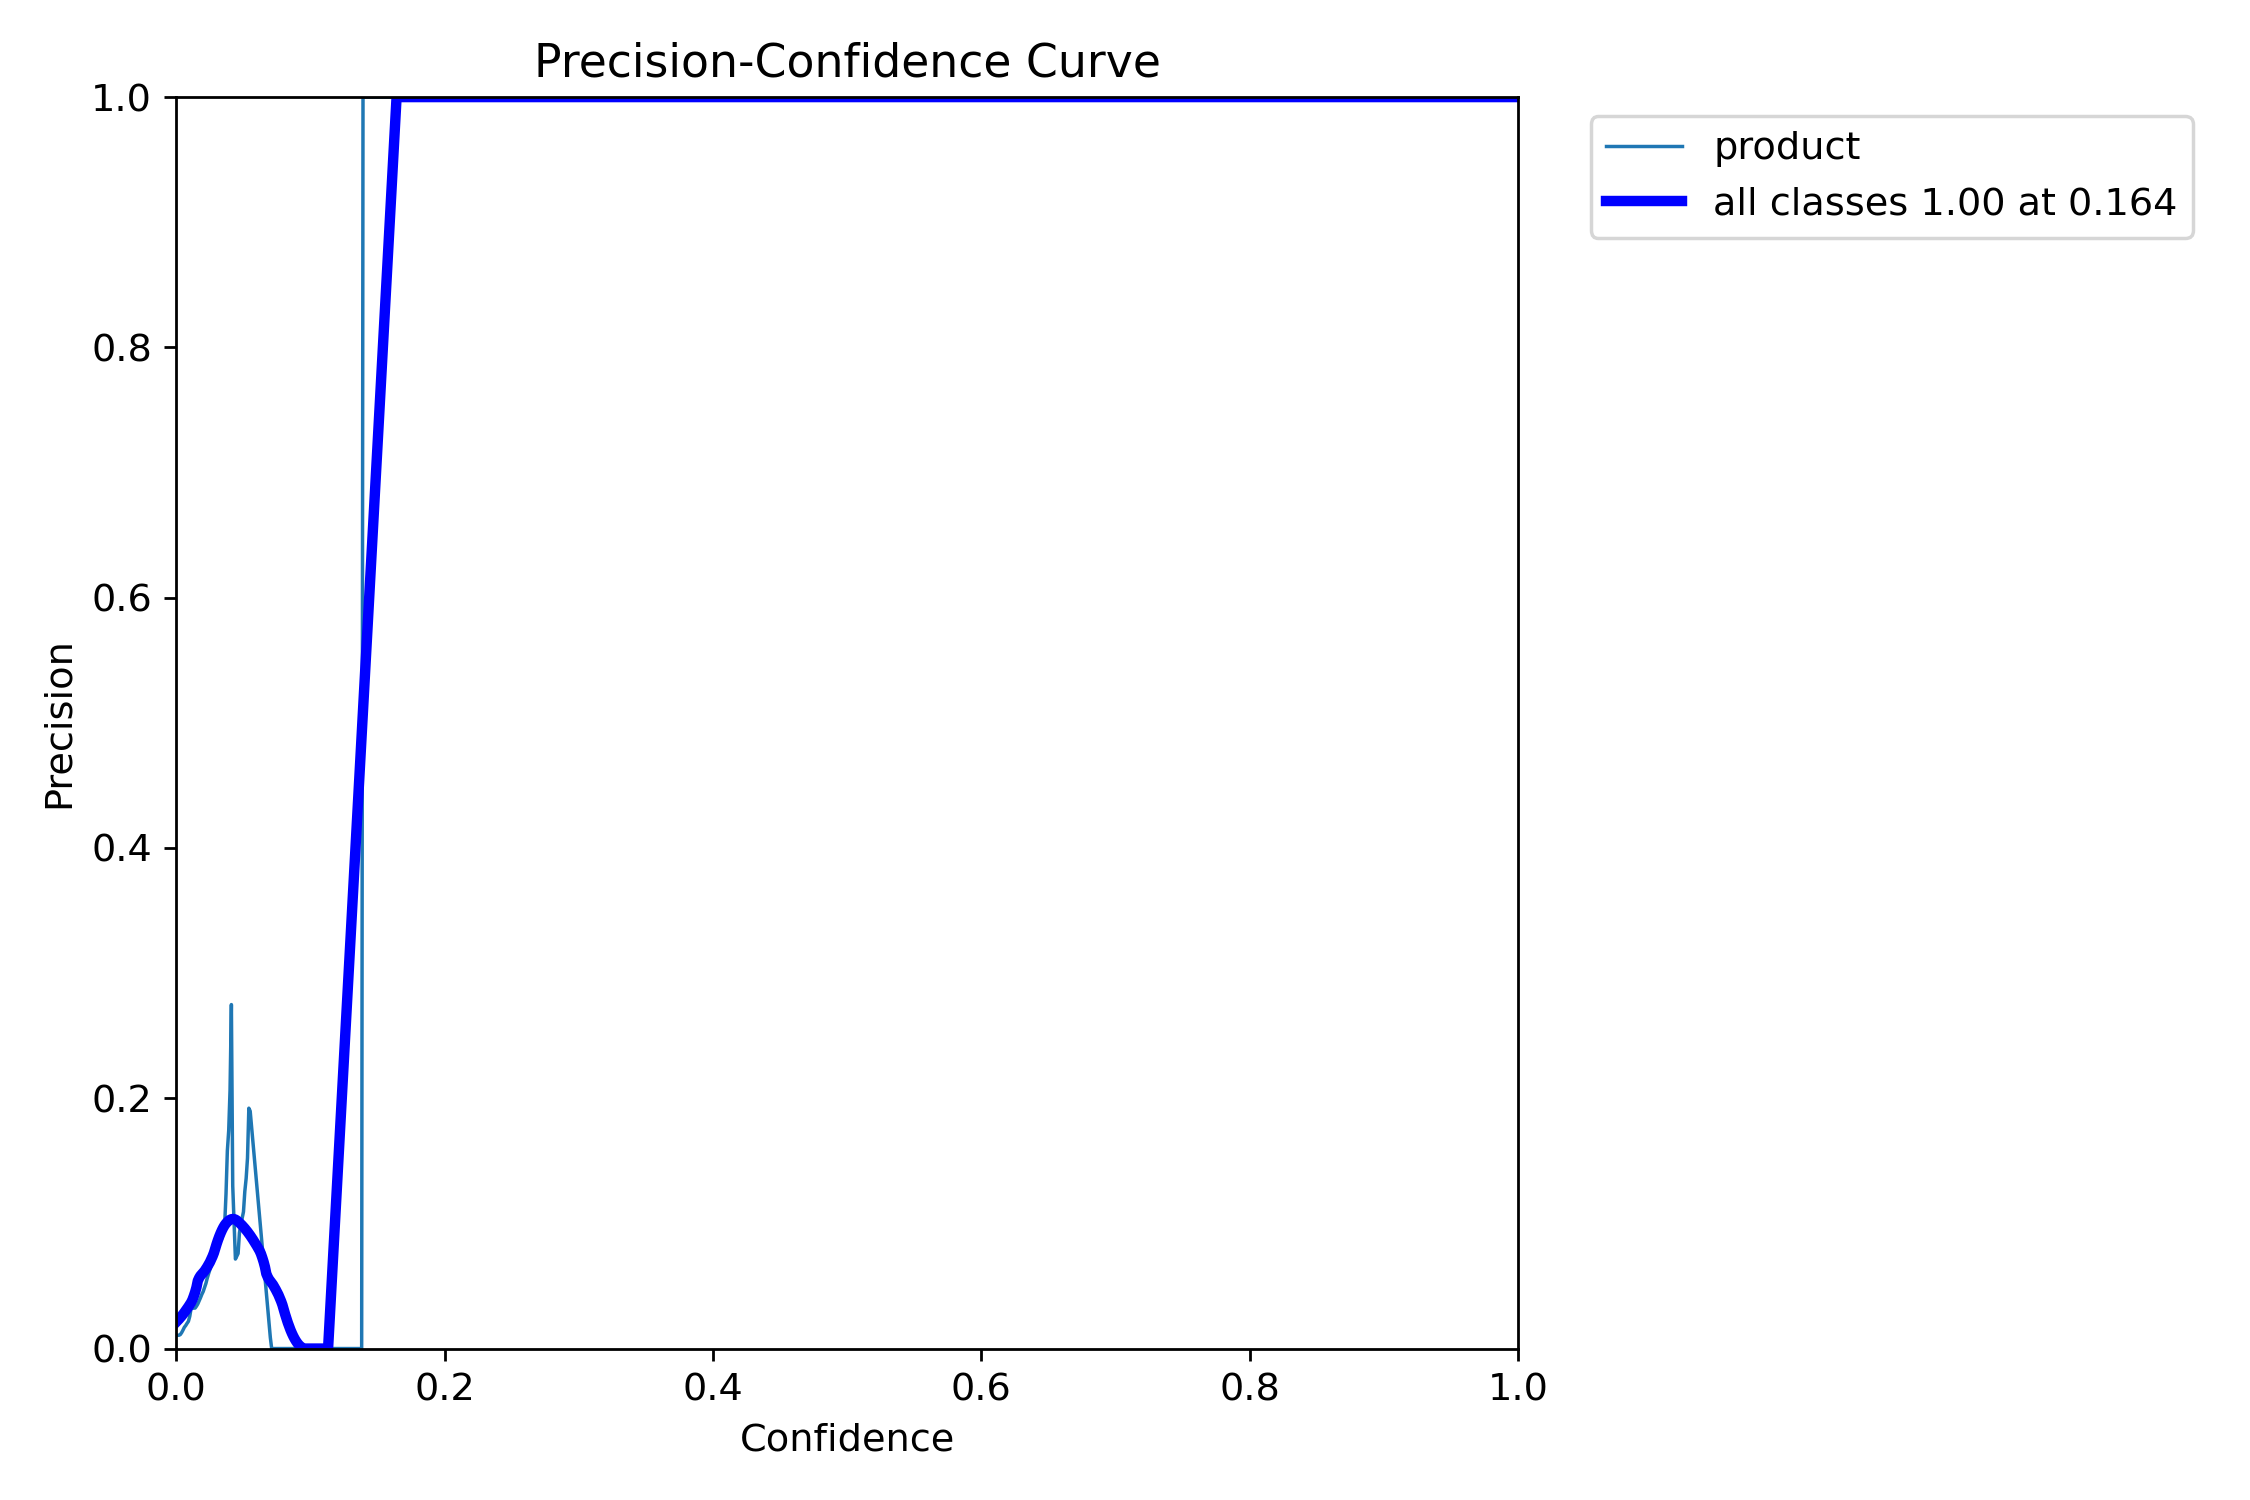 Precision-Confidence Curve
1.0
0.8
0.6
0.4
0.2
0.0
Precision
0.0 0.2 0.4 0.6 0.8 1.0
Confidence
product
all classes 1.00 at 0.164